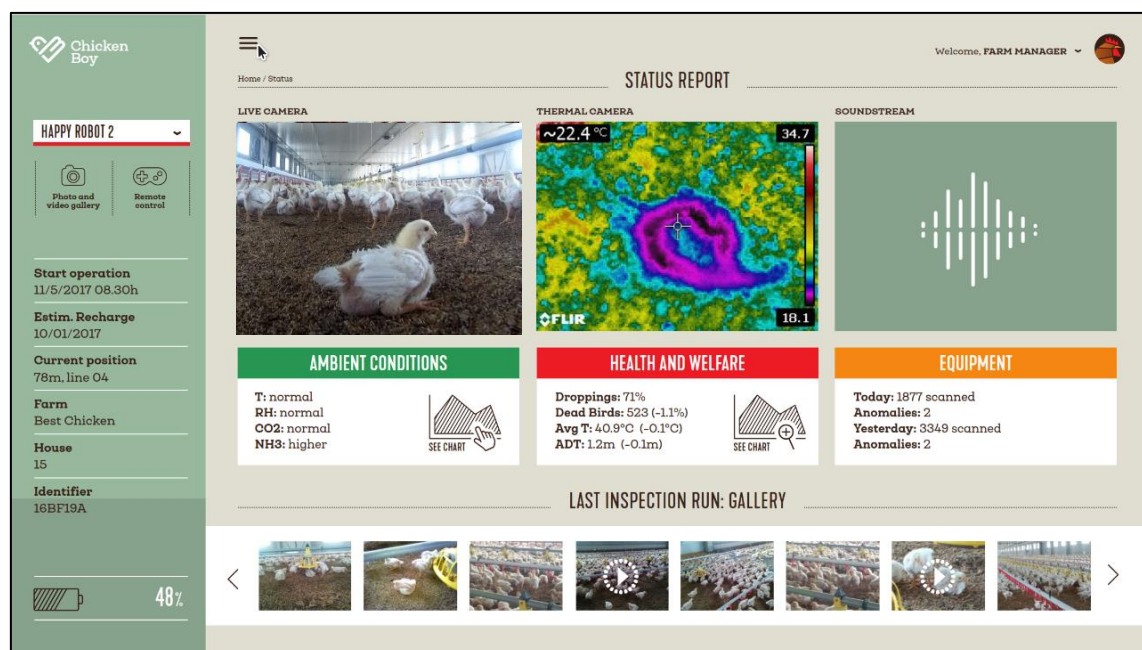 Chicken
Boy
HAPPY ROBOT 2
Photo and
video gallery
Remote
control
Start operation
11/5/2017 08.30h
Estim. Recharge
10/01/2017
Current position
78m, line 04
Farm
Best Chicken
House
15
Identifier
16BF19A
48%
Welcome, FARM MANAGER
Home / Status
STATUS REPORT
LIVE CAMERA
THERMAL CAMERA
SOUNDSTREAM
~22.4 °C
34.7
FLIR
18.1
AMBIENT CONDITIONS
T: normal
RH: normal
CO2: normal
NH3: higher
SEE CHART
HEALTH AND WELFARE
Droppings: 71%
Dead Birds: 523 (-1.1%)
Avg T: 40.9°C (-0.1°C)
ADT: 1.2m (-0.1m)
SEE CHART
EQUIPMENT
Today: 1877 scanned
Anomalies: 2
Yesterday: 3349 scanned
Anomalies: 2
LAST INSPECTION RUN: GALLERY